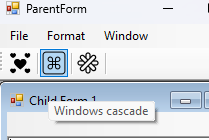 ParentForm
File Format Window
Child Form 1
Windows cascade